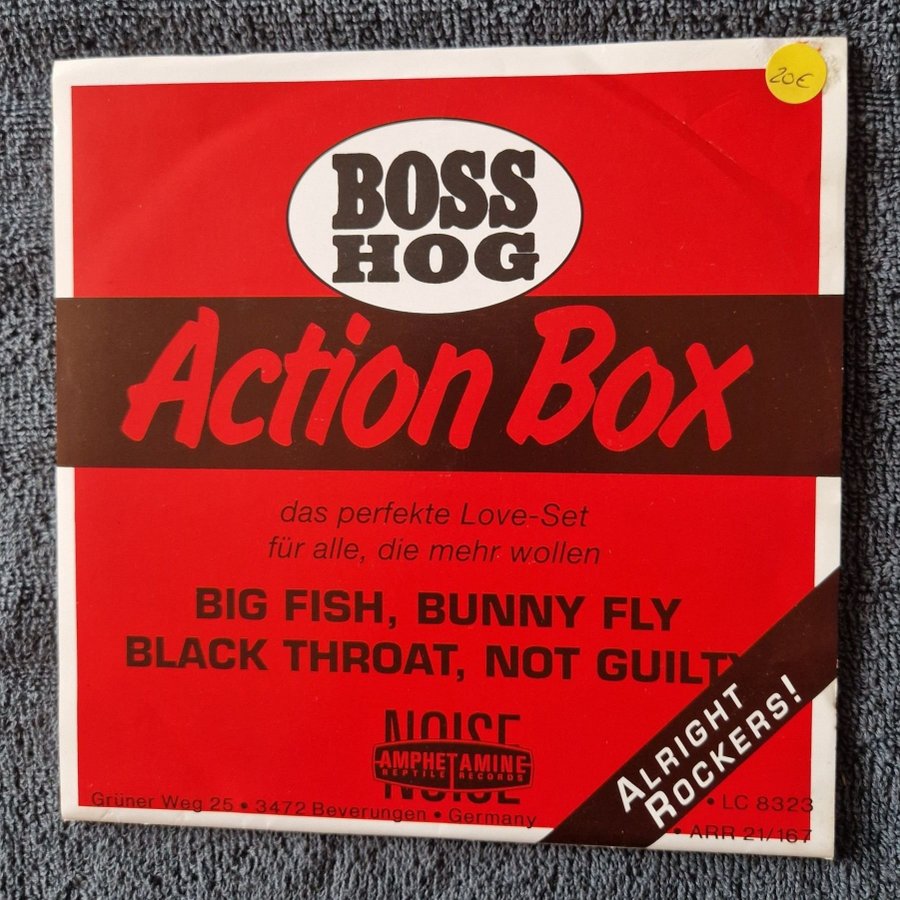 20€
BOSS
HOG
Action Box
das perfekte Love-Set
für alle, die mehr wollen
BIG FISH, BUNNY FLY
BLACK THROAT, NOT GUILTY
ALRIGHT
ROCKERS!
NOISE
AMPHETAMINE
REPTILE RECORDS
NOISE
Grüner Weg 25 • 3472 Beverungen • Germany
• LC 8323
• ARR 21/167